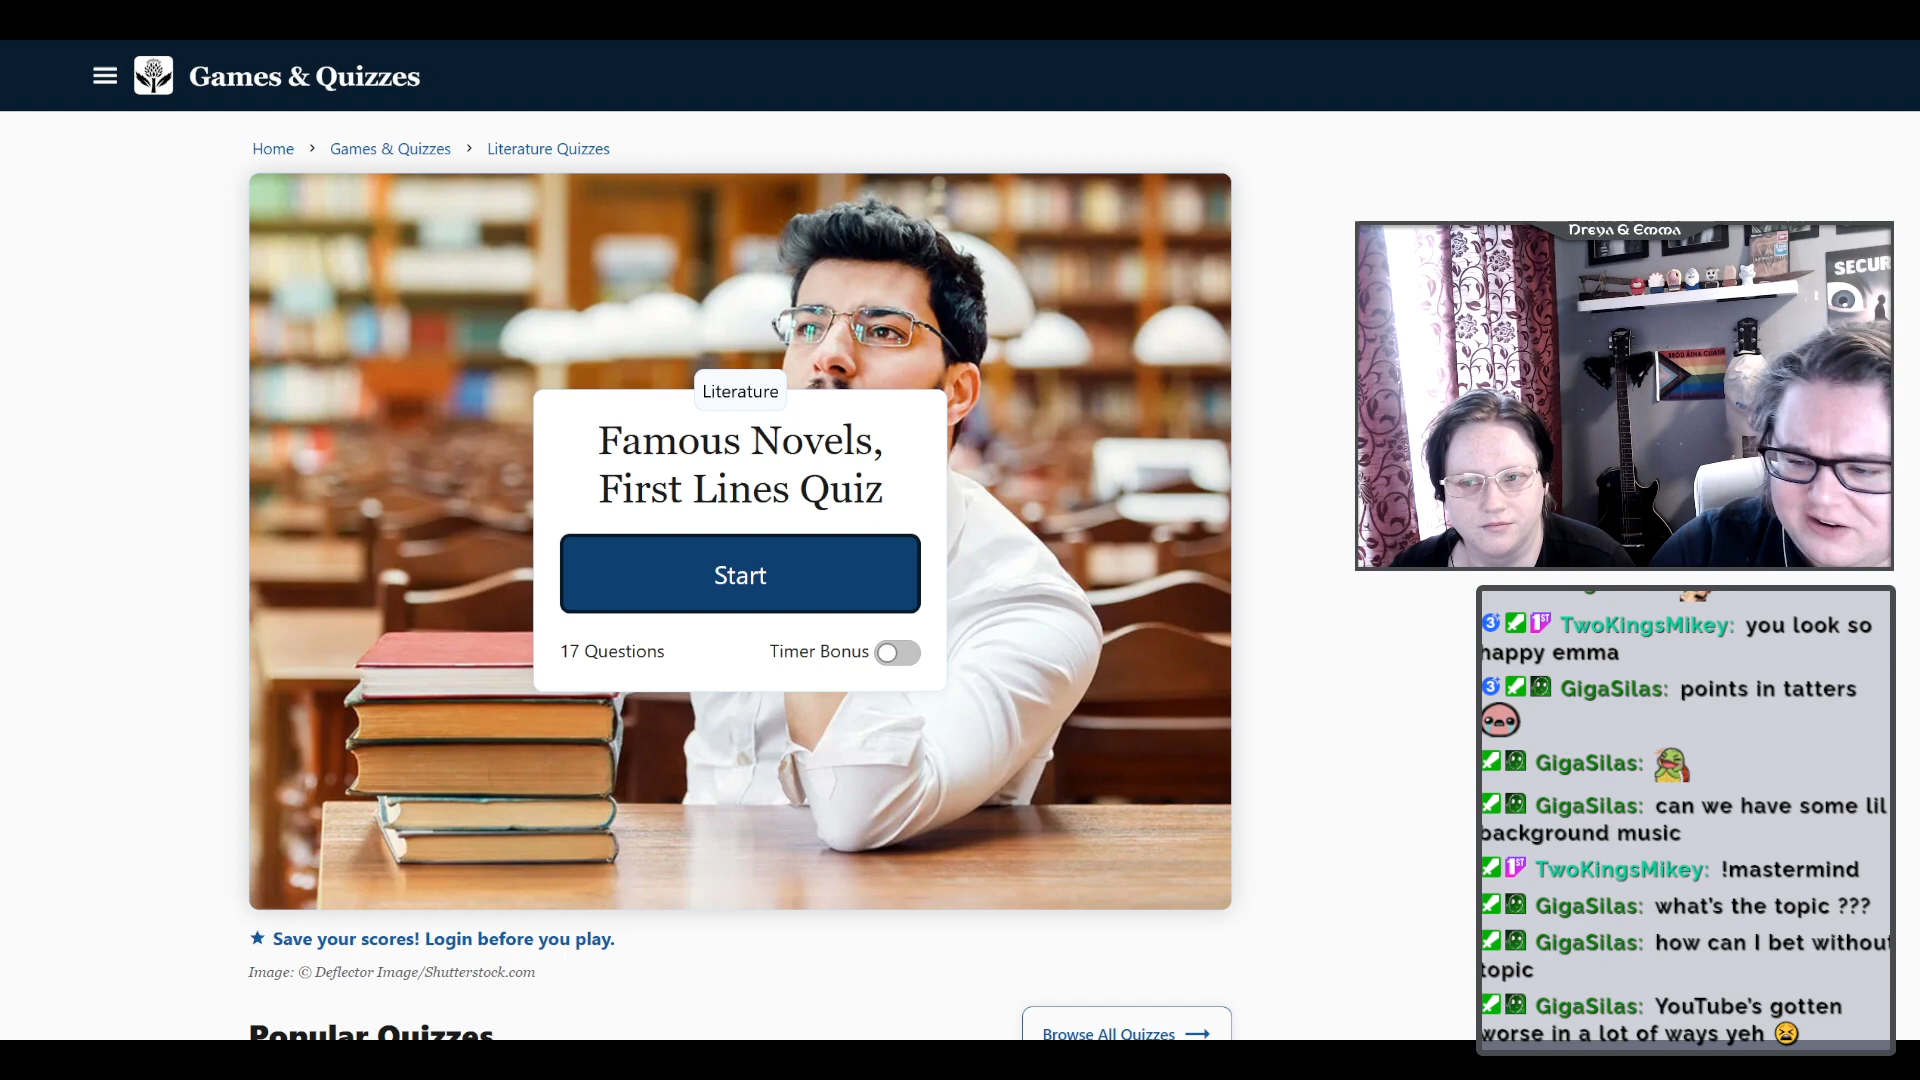 Games & Quizzes
Home > Games & Quizzes > Literature Quizzes
Literature
Famous Novels,
First Lines Quiz
Start
17 Questions
Timer Bonus
★ Save your scores! Login before you play.
Image: © Deflector Image/Shutterstock.com
Popular Quizzes
Browse All Quizzes
Dreya & Emma
SECUR
TwoKingsMikey: you look so
happy emma
GigaSilas: points in tatters
GigaSilas:
GigaSilas: can we have some lil
background music
TwoKingsMikey: !mastermind
GigaSilas: what's the topic ???
GigaSilas: how can I bet without
topic
GigaSilas: YouTube's gotten
worse in a lot of ways yeh